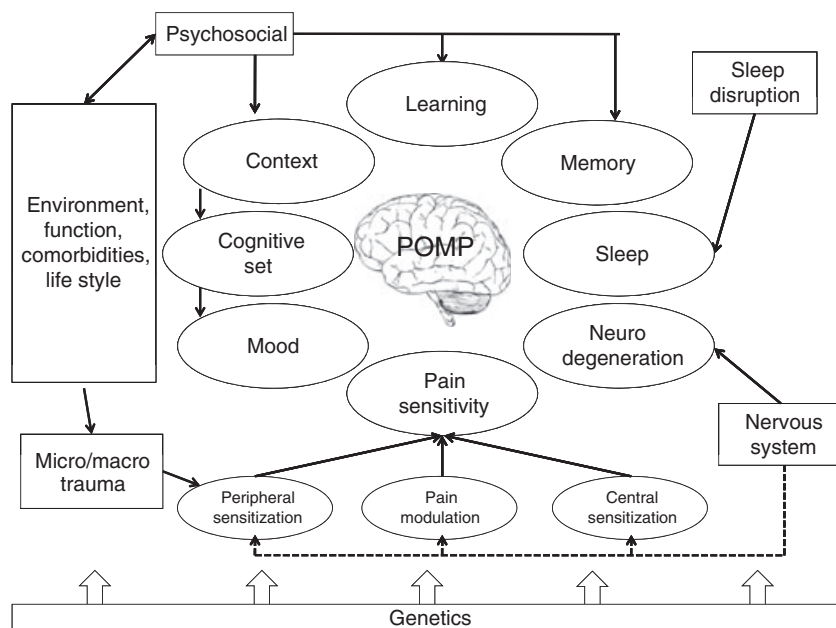 Psychosocial
Learning
Sleep
disruption
Context
Memory
Environment,
function,
comorbidities,
life style
Cognitive
set
POMP
Sleep
Mood
Neuro
degeneration
Pain
sensitivity
Micro/macro
trauma
Nervous
system
Peripheral
sensitization
Pain
modulation
Central
sensitization
Genetics